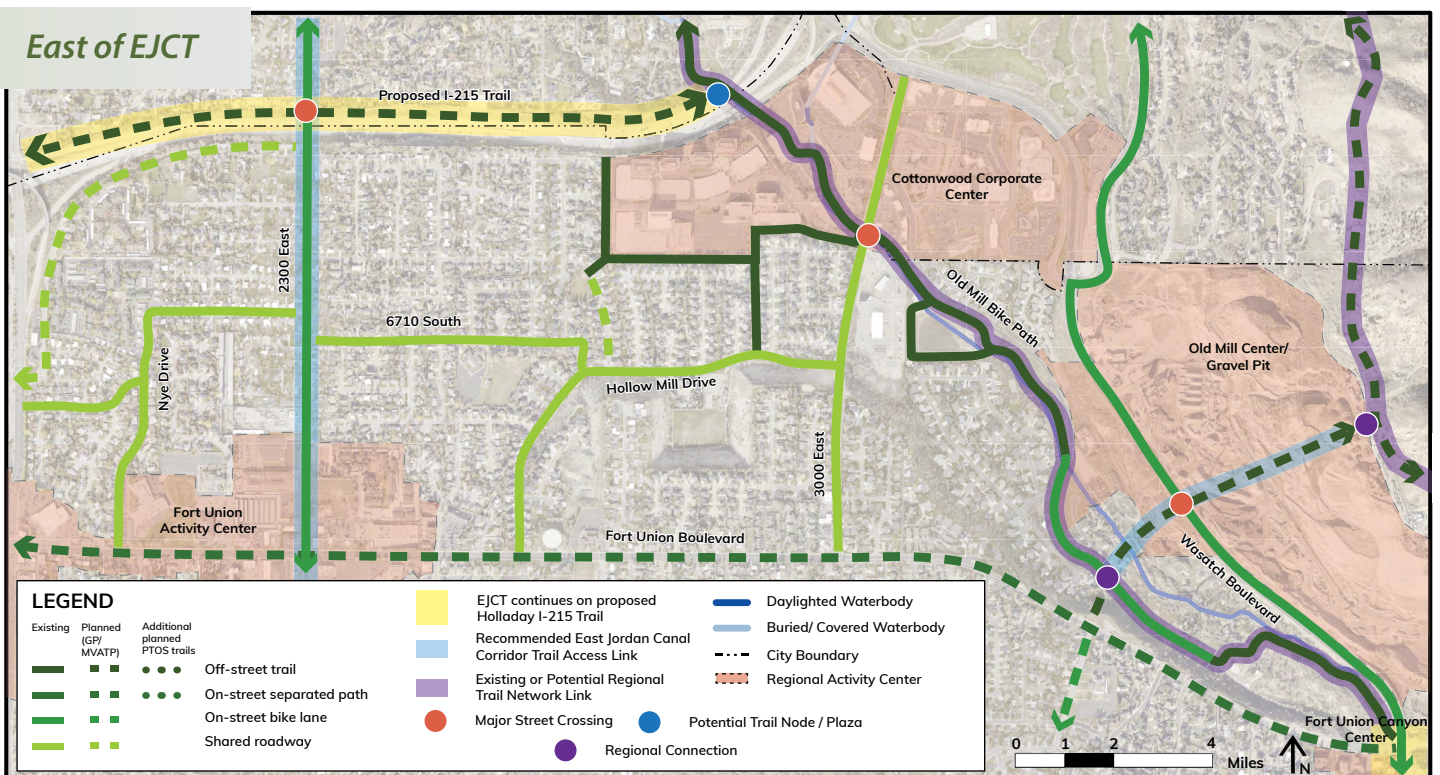 East of EJCT
Proposed I-215 Trail
Cottonwood Corporate
Center
2300 East
6710 South
Old Mill Bike Path
Old Mill Center/
Gravel Pit
Nye Drive
Hollow Mill Drive
3000 East
Fort Union
Activity Center
Fort Union Boulevard
Wasatch Boulevard
Fort Union Canyon
Center
LEGEND
Existing
Planned
(GP/
MVATP)
Additional
planned
PTOS trails
Off-street trail
On-street separated path
On-street bike lane
Shared roadway
EJCT continues on proposed
Holladay I-215 Trail
Recommended East Jordan Canal
Corridor Trail Access Link
Existing or Potential Regional
Trail Network Link
Major Street Crossing
Potential Trail Node / Plaza
Regional Connection
Daylighted Waterbody
Buried/ Covered Waterbody
City Boundary
Regional Activity Center
0 1 2 4
Miles
N